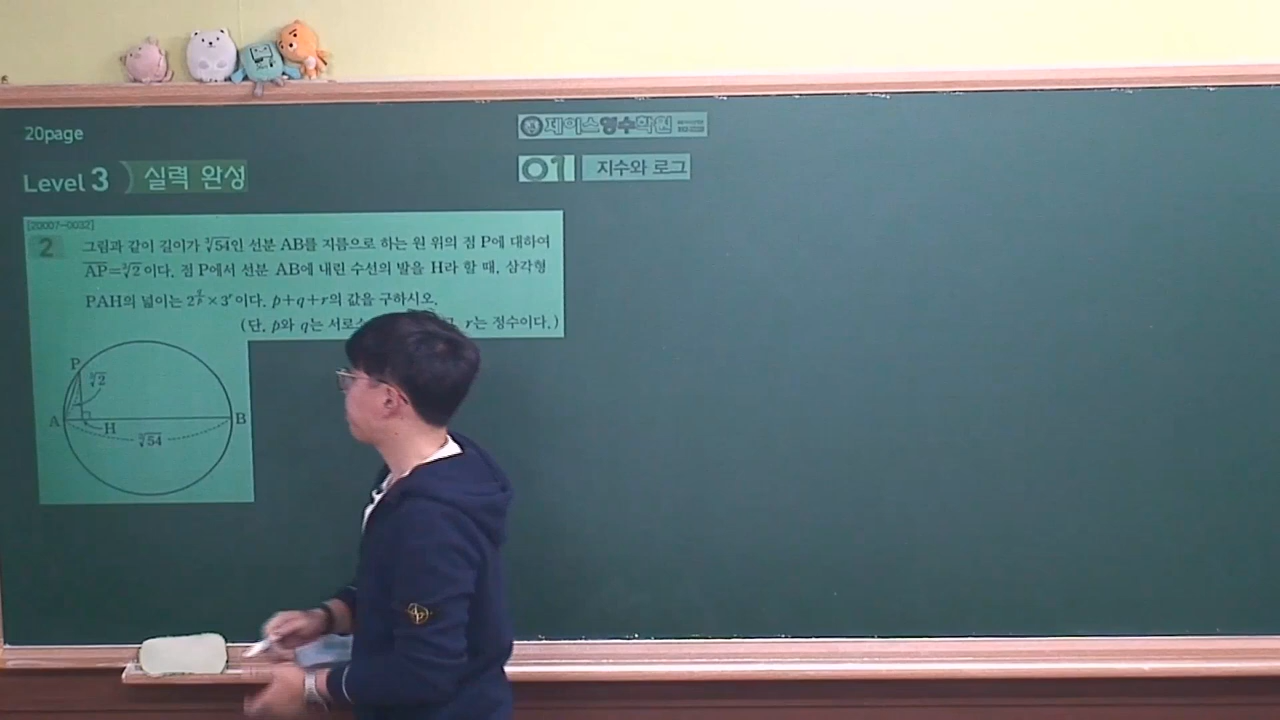 20page
제이스영수학원
Level 3 실력 완성
01 지수와 로그
[20007-0032]
2 그림과 같이 길이가 ∛54인 선분 AB를 지름으로 하는 원 위의 점 P에 대하여
AP=∛2이다. 점 P에서 선분 AB에 내린 수선의 발을 H라 할 때, 삼각형
PAH의 넓이는 2^(q/p)×3^r이다. p+q+r의 값을 구하시오.
(단, p와 q는 서로소 r는 정수이다.)
P
∛2
A
H
B
∛54